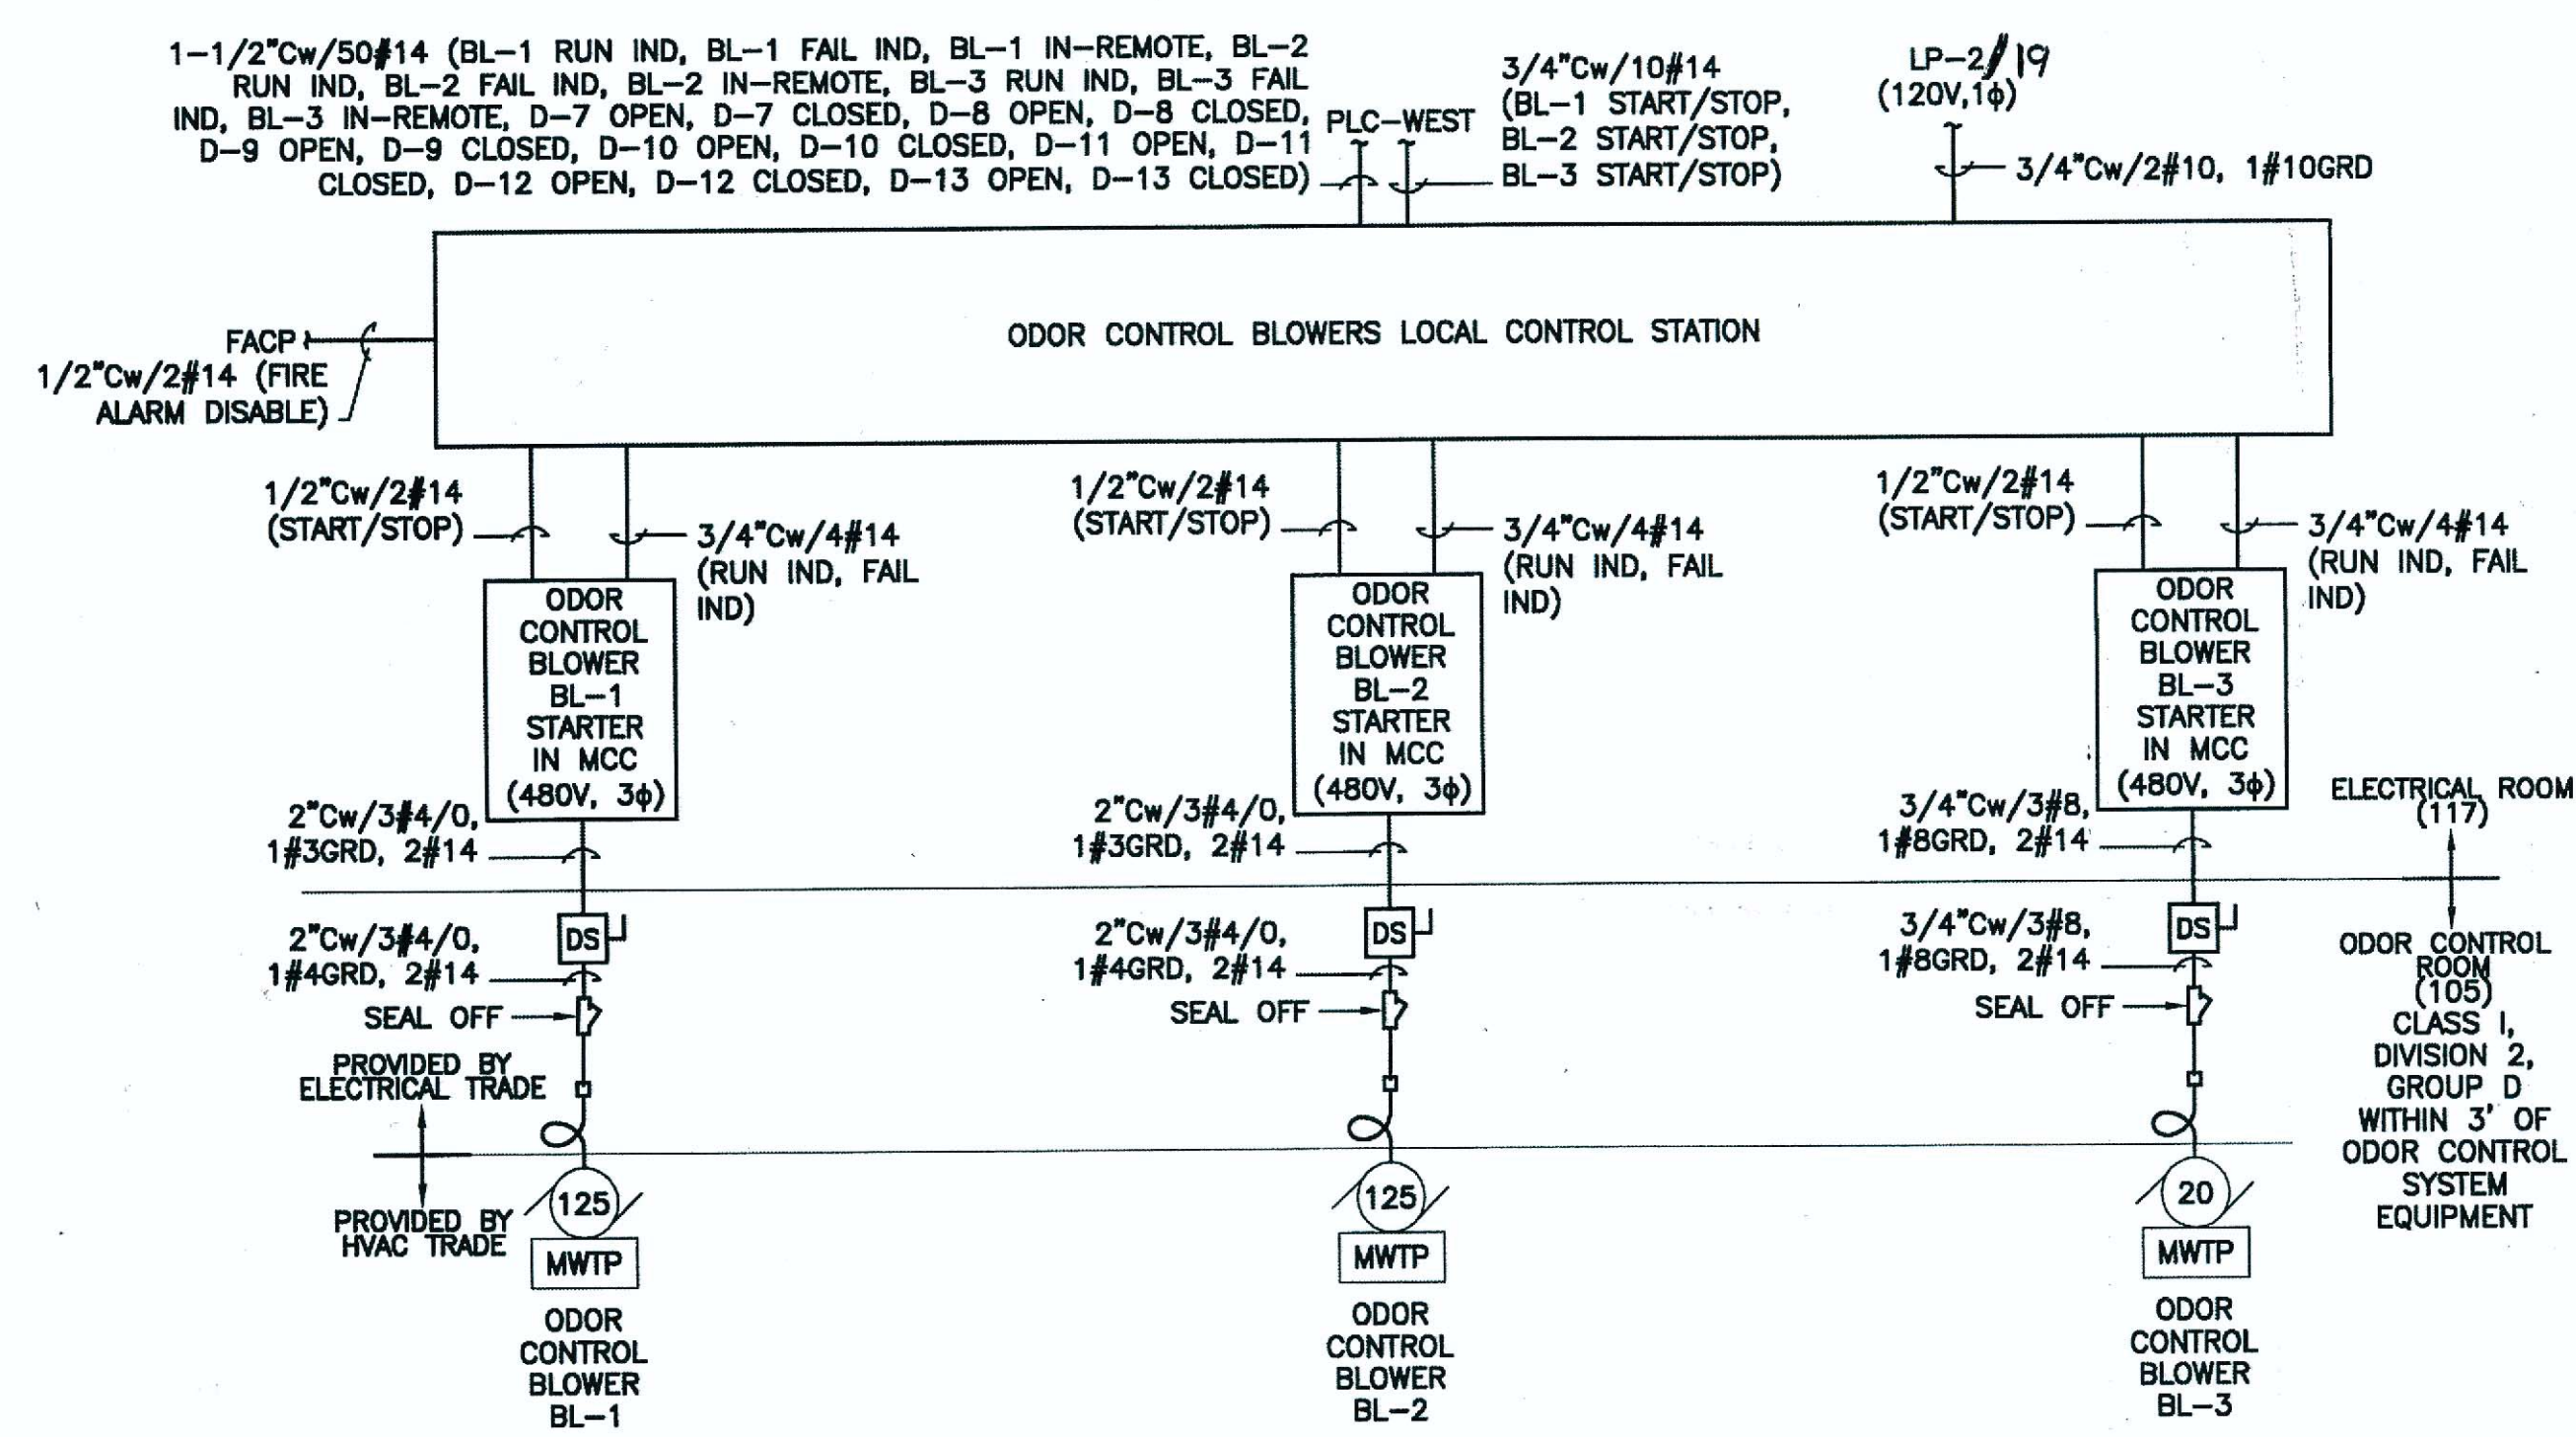 1-1/2"Cw/50#14 (BL-1 RUN IND, BL-1 FAIL IND, BL-1 IN-REMOTE, BL-2
RUN IND, BL-2 FAIL IND, BL-2 IN-REMOTE, BL-3 RUN IND, BL-3 FAIL
IND, BL-3 IN-REMOTE, D-7 OPEN, D-7 CLOSED, D-8 OPEN, D-8 CLOSED,
D-9 OPEN, D-9 CLOSED, D-10 OPEN, D-10 CLOSED, D-11 OPEN, D-11
CLOSED, D-12 OPEN, D-12 CLOSED, D-13 OPEN, D-13 CLOSED)
PLC-WEST
3/4"Cw/10#14
(BL-1 START/STOP,
BL-2 START/STOP,
BL-3 START/STOP)
LP-2/19
(120V,1ϕ)
3/4"Cw/2#10, 1#10GRD
ODOR CONTROL BLOWERS LOCAL CONTROL STATION
FACP
1/2"Cw/2#14 (FIRE
ALARM DISABLE)
1/2"Cw/2#14
(START/STOP)
3/4"Cw/4#14
(RUN IND, FAIL
IND)
1/2"Cw/2#14
(START/STOP)
3/4"Cw/4#14
(RUN IND, FAIL
IND)
1/2"Cw/2#14
(START/STOP)
3/4"Cw/4#14
(RUN IND, FAIL
IND)
ODOR
CONTROL
BLOWER
BL-1
STARTER
IN MCC
(480V, 3ϕ)
ODOR
CONTROL
BLOWER
BL-2
STARTER
IN MCC
(480V, 3ϕ)
ODOR
CONTROL
BLOWER
BL-3
STARTER
IN MCC
(480V, 3ϕ)
2"Cw/3#4/0,
1#3GRD, 2#14
2"Cw/3#4/0,
1#3GRD, 2#14
3/4"Cw/3#8,
1#8GRD, 2#14
ELECTRICAL ROOM
(117)
DS
DS
DS
2"Cw/3#4/0,
1#4GRD, 2#14
2"Cw/3#4/0,
1#4GRD, 2#14
3/4"Cw/3#8,
1#8GRD, 2#14
SEAL OFF
SEAL OFF
SEAL OFF
ODOR CONTROL
ROOM
(105)
CLASS I,
DIVISION 2,
GROUP D
WITHIN 3' OF
ODOR CONTROL
SYSTEM
EQUIPMENT
PROVIDED BY
ELECTRICAL TRADE
PROVIDED BY
HVAC TRADE
125
MWTP
ODOR
CONTROL
BLOWER
BL-1
125
MWTP
ODOR
CONTROL
BLOWER
BL-2
20
MWTP
ODOR
CONTROL
BLOWER
BL-3